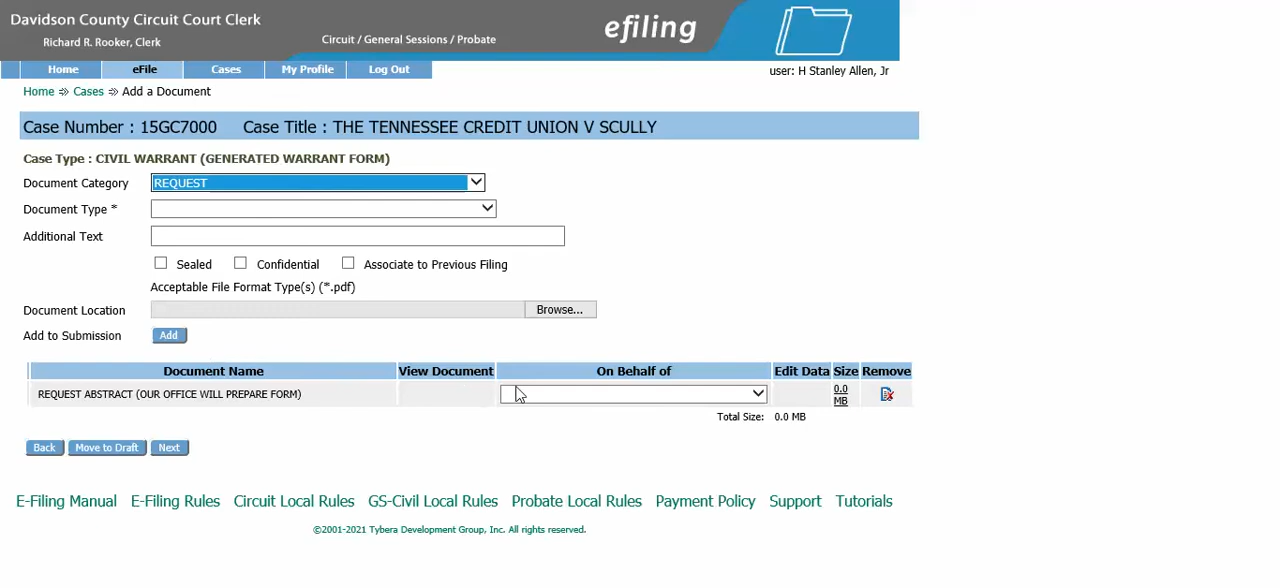 Davidson County Circuit Court Clerk
Richard R. Rooker, Clerk
Circuit / General Sessions / Probate
efiling
Home eFile Cases My Profile Log Out
user: H Stanley Allen, Jr
Home ⇒ Cases ⇒ Add a Document
Case Number : 15GC7000 Case Title : THE TENNESSEE CREDIT UNION V SCULLY
Case Type : CIVIL WARRANT (GENERATED WARRANT FORM)
Document Category REQUEST
Document Type *
Additional Text
Sealed Confidential Associate to Previous Filing
Acceptable File Format Type(s) (*.pdf)
Document Location Browse...
Add to Submission Add
Document Name View Document On Behalf of Edit Data Size Remove
REQUEST ABSTRACT (OUR OFFICE WILL PREPARE FORM) 0.0 MB
Total Size: 0.0 MB
Back Move to Draft Next
E-Filing Manual E-Filing Rules Circuit Local Rules GS-Civil Local Rules Probate Local Rules Payment Policy Support Tutorials
©2001-2021 Tybera Development Group, Inc. All rights reserved.